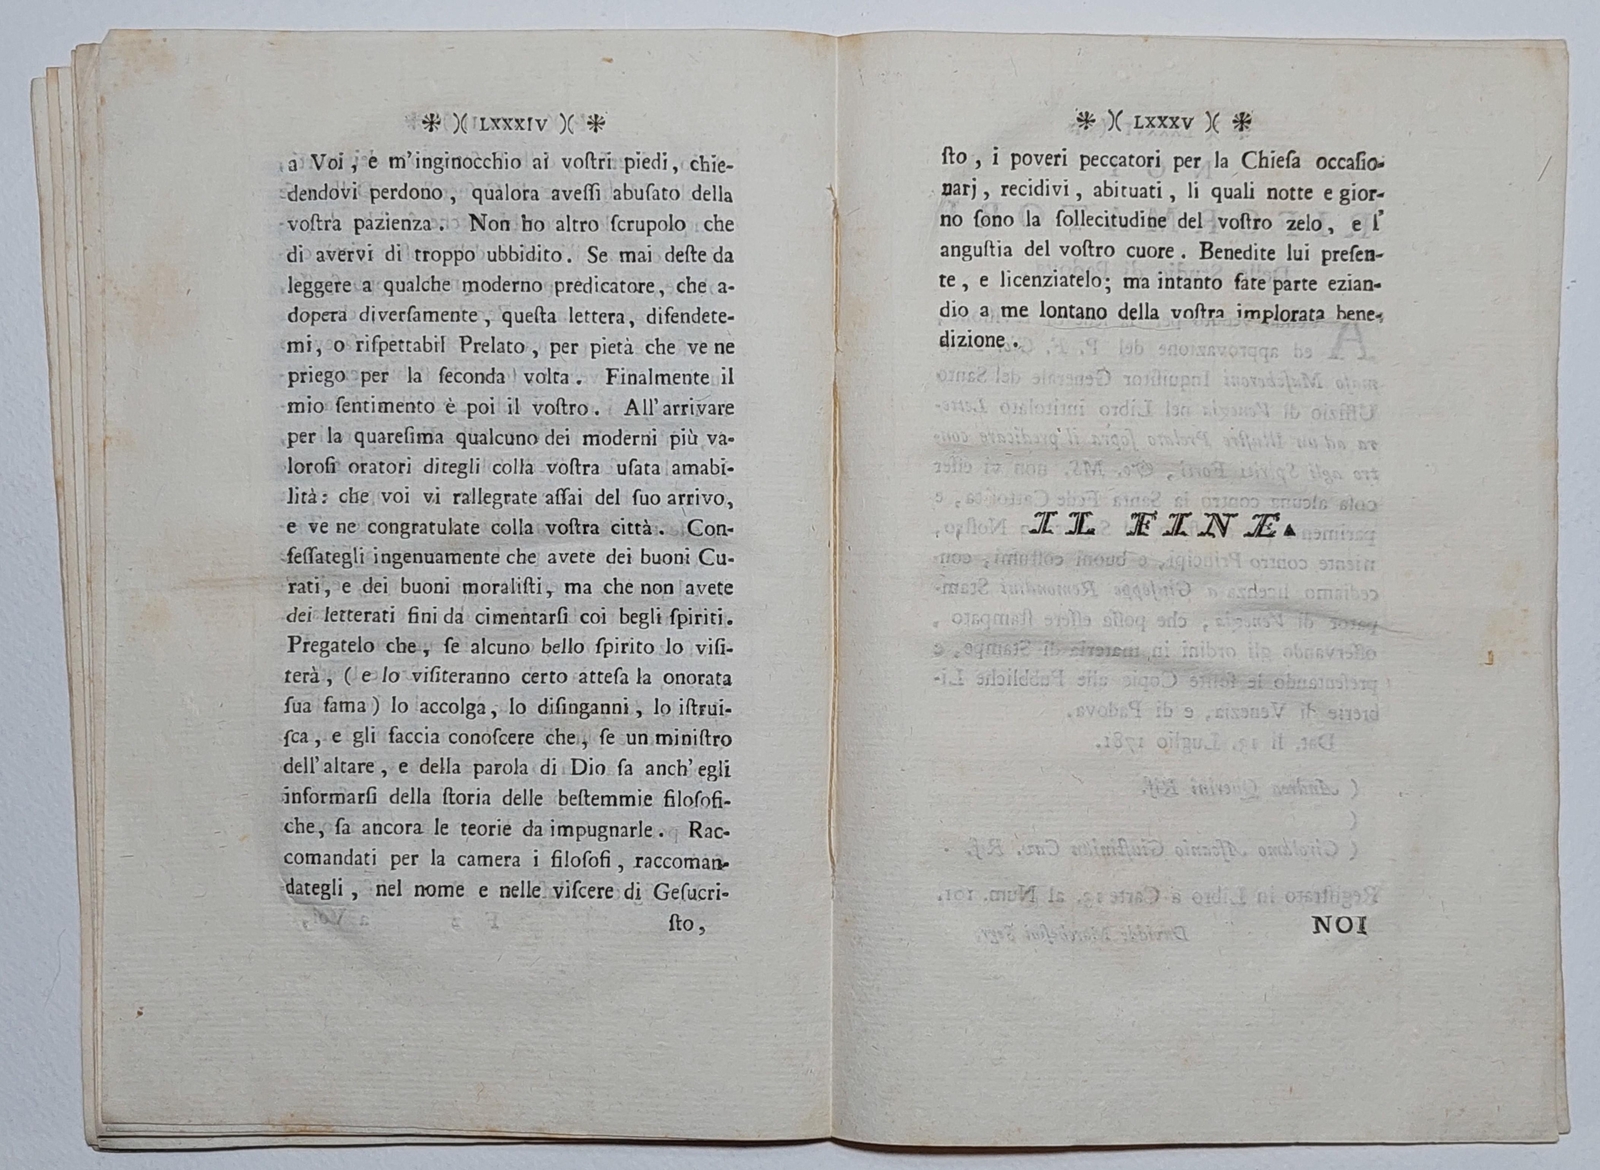 ❋ )( LXXXIV )( ❋
a Voi, e m'inginocchio ai voſtri piedi, chie-
dendovi perdono, qualora aveſſi abuſato della
voſtra pazienza. Non ho altro ſcrupolo che
di avervi di troppo ubbidito. Se mai deſte da
leggere a qualche moderno predicatore, che a-
dopera diverſamente, queſta lettera, difendete-
mi, o riſpettabil Prelato, per pietà che ve ne
priego per la ſeconda volta. Finalmente il
mio ſentimento è poi il voſtro. All'arrivare
per la quareſima qualcuno dei moderni più va-
loroſi oratori ditegli colla voſtra uſata amabi-
lità: che voi vi rallegrate aſſai del ſuo arrivo,
e ve ne congratulate colla voſtra città. Con-
feſſategli ingenuamente che avete dei buoni Cu-
rati, e dei buoni moraliſti, ma che non avete
dei letterati fini da cimentarſi coi begli ſpiriti.
Pregatelo che, ſe alcuno bello ſpirito lo viſi-
terà, (e lo viſiteranno certo atteſa la onorata
ſua fama) lo accolga, lo diſinganni, lo iſtrui-
ſca, e gli faccia conoſcere che, ſe un miniſtro
dell'altare, e della parola di Dio ſa anch'egli
informarſi della ſtoria delle beſtemmie filoſofi-
che, ſa ancora le teorie da impugnarle. Rac-
comandati per la camera i filoſofi, raccoman-
dategli, nel nome e nelle viſcere di Geſucri-
ſto,
❋ )( LXXXV )( ❋
ſto, i poveri peccatori per la Chieſa occaſio-
narj, recidivi, abituati, li quali notte e gior-
no ſono la ſollecitudine del voſtro zelo, e l'
anguſtia del voſtro cuore. Benedite lui preſen-
te, e licenziatelo; ma intanto fate parte ezian-
dio a me lontano della voſtra implorata bene-
dizione.
IL FINE.
NOI